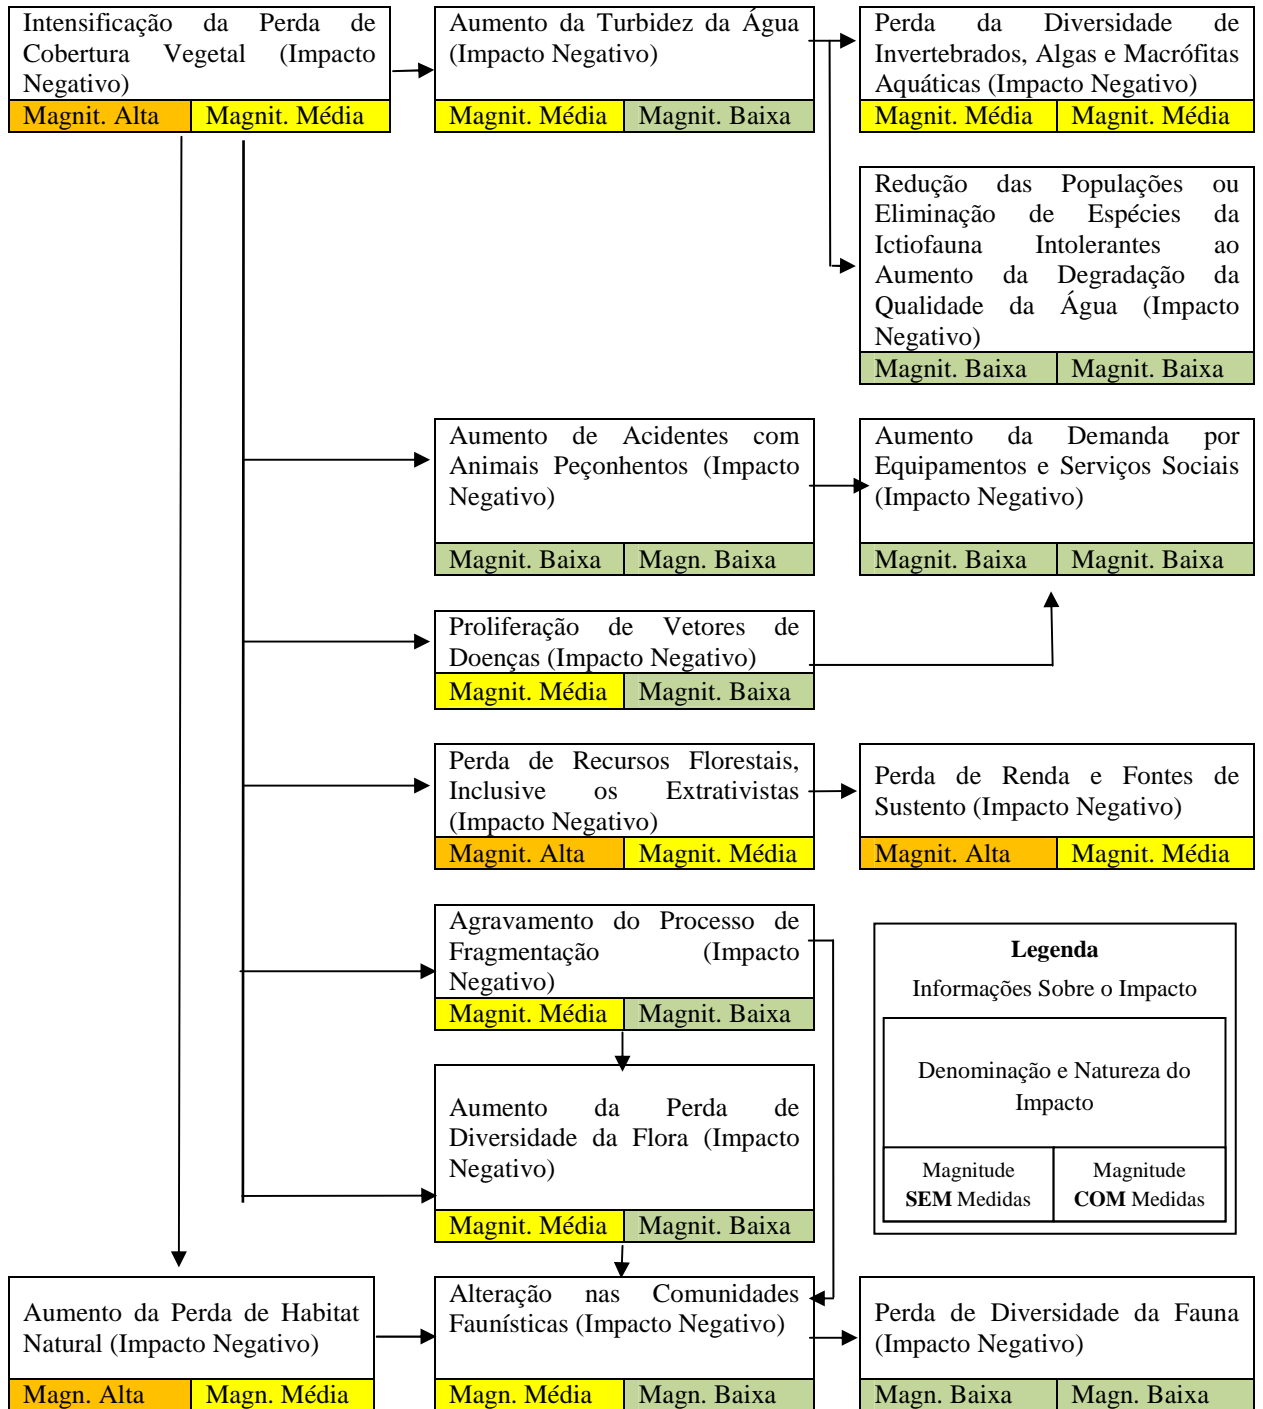 Intensificação da Perda de
Cobertura Vegetal (Impacto
Negativo)
Magnit. Alta Magnit. Média
Aumento da Turbidez da Água
(Impacto Negativo)
Magnit. Média Magnit. Baixa
Perda da Diversidade de
Invertebrados, Algas e Macrófitas
Aquáticas (Impacto Negativo)
Magnit. Média Magnit. Média
Redução das Populações ou
Eliminação de Espécies da
Ictiofauna Intolerantes ao
Aumento da Degradação da
Qualidade da Água (Impacto
Negativo)
Magnit. Baixa Magnit. Baixa
Aumento de Acidentes com
Animais Peçonhentos (Impacto
Negativo)
Magnit. Baixa Magn. Baixa
Aumento da Demanda por
Equipamentos e Serviços Sociais
(Impacto Negativo)
Magnit. Baixa Magnit. Baixa
Proliferação de Vetores de
Doenças (Impacto Negativo)
Magnit. Média Magnit. Baixa
Perda de Recursos Florestais,
Inclusive os Extrativistas
(Impacto Negativo)
Magnit. Alta Magnit. Média
Perda de Renda e Fontes de
Sustento (Impacto Negativo)
Magnit. Alta Magnit. Média
Agravamento do Processo de
Fragmentação (Impacto
Negativo)
Magnit. Média Magnit. Baixa
Legenda
Informações Sobre o Impacto
Denominação e Natureza do
Impacto
Magnitude
SEM Medidas
Magnitude
COM Medidas
Aumento da Perda de
Diversidade da Flora (Impacto
Negativo)
Magnit. Média Magnit. Baixa
Aumento da Perda de Habitat
Natural (Impacto Negativo)
Magn. Alta Magn. Média
Alteração nas Comunidades
Faunísticas (Impacto Negativo)
Magn. Média Magn. Baixa
Perda de Diversidade da Fauna
(Impacto Negativo)
Magn. Baixa Magn. Baixa